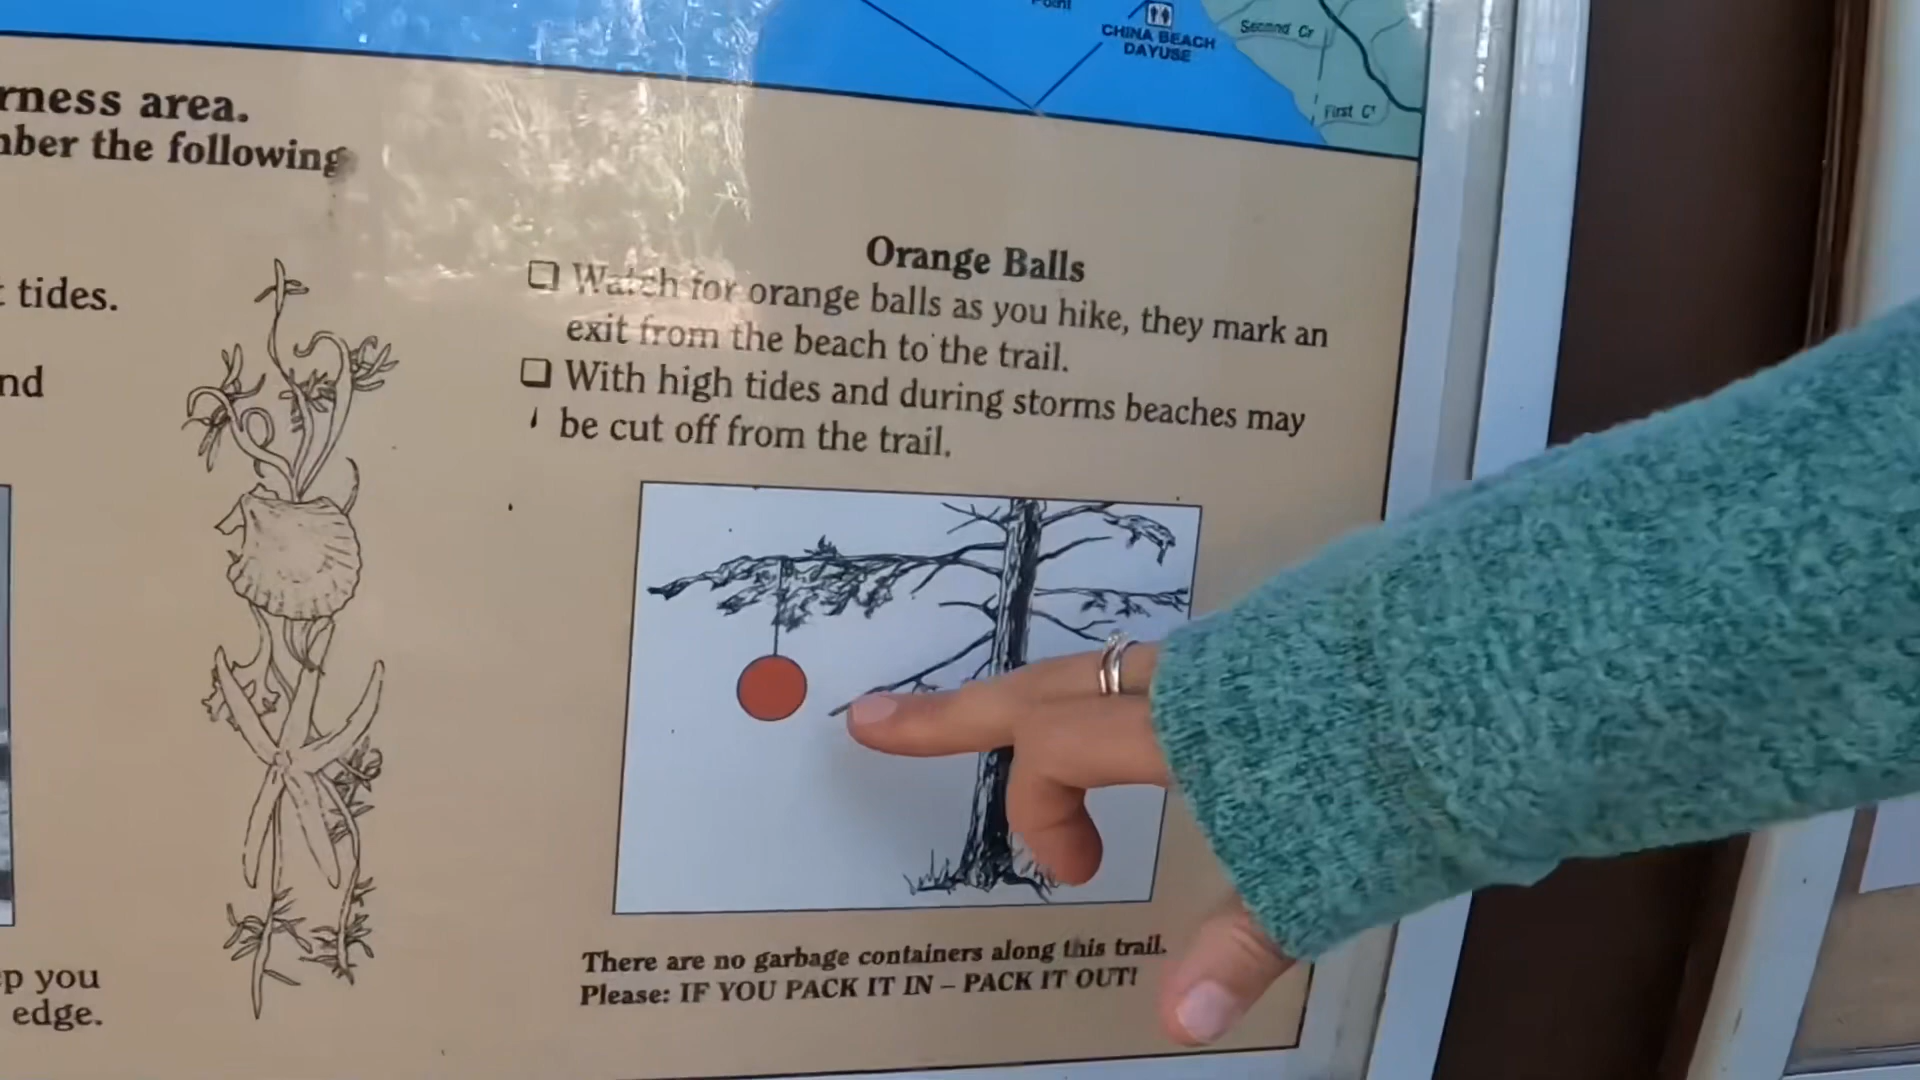 CHINA BEACH
DAYUSE
Second Cr
First Cr
rness area.
mber the following
tides.
nd
p you
edge.
Orange Balls
Watch for orange balls as you hike, they mark an
exit from the beach to the trail.
With high tides and during storms beaches may
be cut off from the trail.
There are no garbage containers along this trail.
Please: IF YOU PACK IT IN – PACK IT OUT!